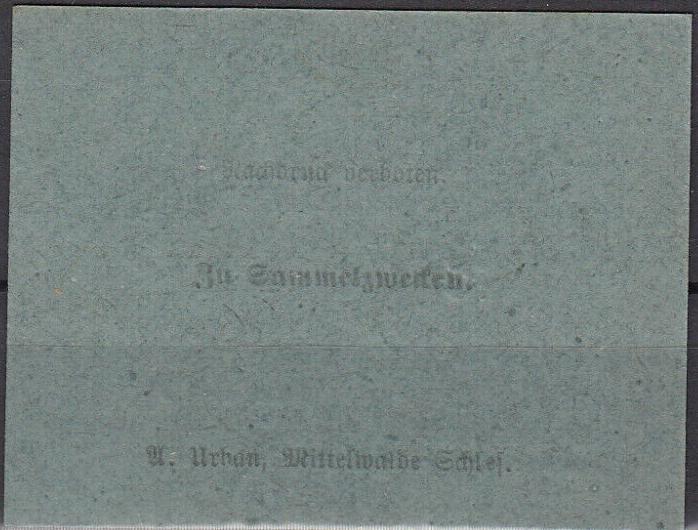 Nachdruck verboten.
Zu Sammelzwecken.
A. Urban, Mittelwalde Schles.